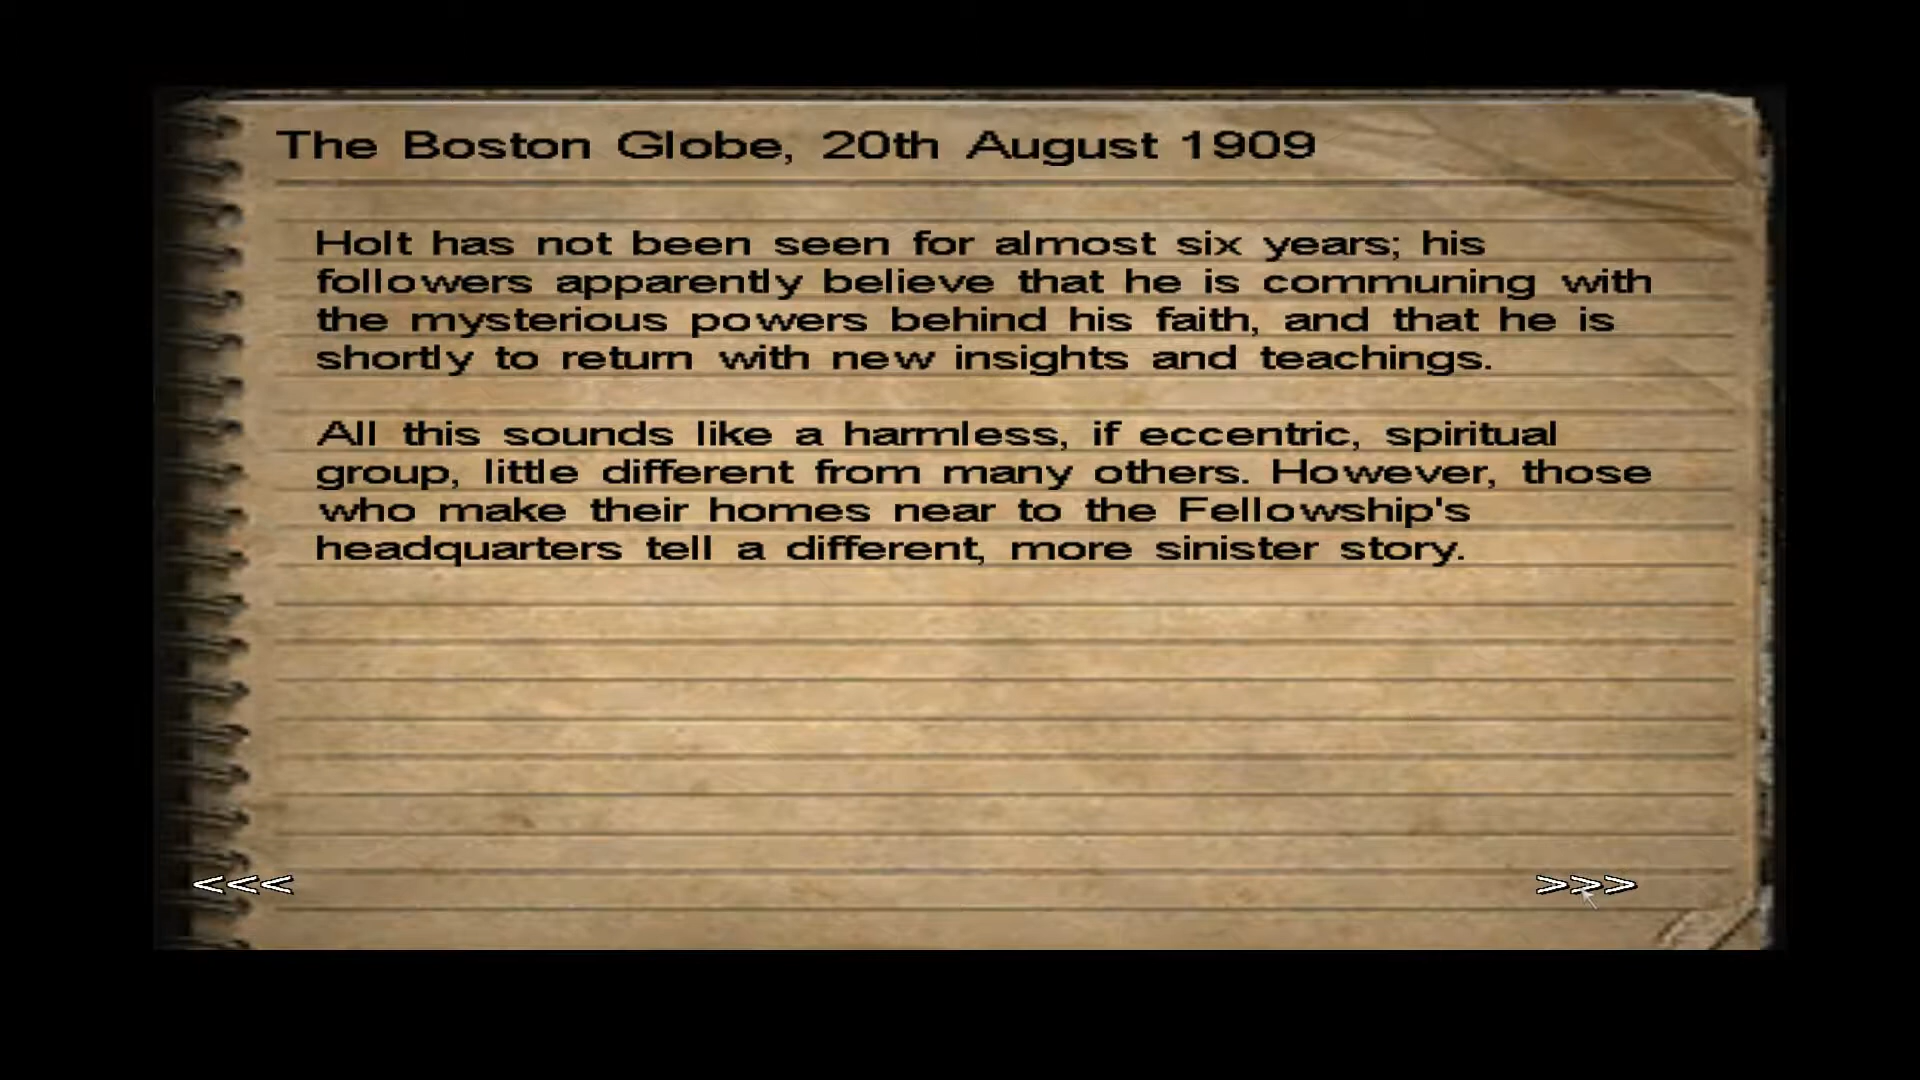 The Boston Globe, 20th August 1909
Holt has not been seen for almost six years; his
followers apparently believe that he is communing with
the mysterious powers behind his faith, and that he is
shortly to return with new insights and teachings.
All this sounds like a harmless, if eccentric, spiritual
group, little different from many others. However, those
who make their homes near to the Fellowship's
headquarters tell a different, more sinister story.
<<< >>>